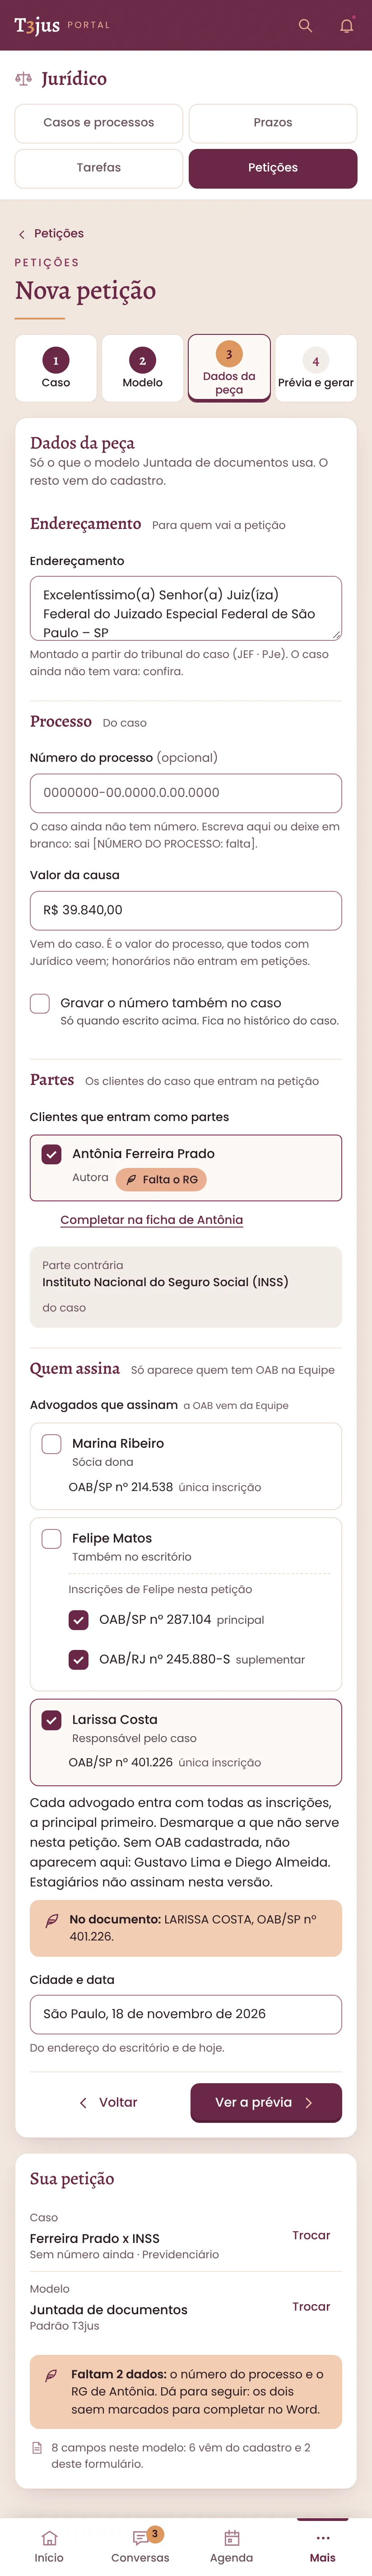 T3jus PORTAL
Jurídico
Casos e processos
Prazos
Tarefas
Petições
Petições
PETIÇÕES
Nova petição
1
Caso
2
Modelo
3
Dados da
peça
4
Prévia e gerar
Dados da peça
Só o que o modelo Juntada de documentos usa. O
resto vem do cadastro.
Endereçamento Para quem vai a petição
Endereçamento
Excelentíssimo(a) Senhor(a) Juiz(íza)
Federal do Juizado Especial Federal de São
Paulo – SP
Montado a partir do tribunal do caso (JEF · PJe). O caso
ainda não tem vara: confira.
Processo Do caso
Número do processo (opcional)
0000000-00.0000.0.00.0000
O caso ainda não tem número. Escreva aqui ou deixe em
branco: sai [NÚMERO DO PROCESSO: falta].
Valor da causa
R$ 39.840,00
Vem do caso. É o valor do processo, que todos com
Jurídico veem; honorários não entram em petições.
Gravar o número também no caso
Só quando escrito acima. Fica no histórico do caso.
Partes Os clientes do caso que entram na petição
Clientes que entram como partes
Antônia Ferreira Prado
Autora Falta o RG
Completar na ficha de Antônia
Parte contrária
Instituto Nacional do Seguro Social (INSS)
do caso
Quem assina Só aparece quem tem OAB na Equipe
Advogados que assinam a OAB vem da Equipe
Marina Ribeiro
Sócia dona
OAB/SP nº 214.538 única inscrição
Felipe Matos
Também no escritório
Inscrições de Felipe nesta petição
OAB/SP nº 287.104 principal
OAB/RJ nº 245.880-S suplementar
Larissa Costa
Responsável pelo caso
OAB/SP nº 401.226 única inscrição
Cada advogado entra com todas as inscrições,
a principal primeiro. Desmarque a que não serve
nesta petição. Sem OAB cadastrada, não
aparecem aqui: Gustavo Lima e Diego Almeida.
Estagiários não assinam nesta versão.
No documento: LARISSA COSTA, OAB/SP nº
401.226.
Cidade e data
São Paulo, 18 de novembro de 2026
Do endereço do escritório e de hoje.
Voltar
Ver a prévia
Sua petição
Caso
Ferreira Prado x INSS
Sem número ainda · Previdenciário
Trocar
Modelo
Juntada de documentos
Padrão T3jus
Trocar
Faltam 2 dados: o número do processo e o
RG de Antônia. Dá para seguir: os dois
saem marcados para completar no Word.
8 campos neste modelo: 6 vêm do cadastro e 2
deste formulário.
Início
Conversas
3
Agenda
Mais